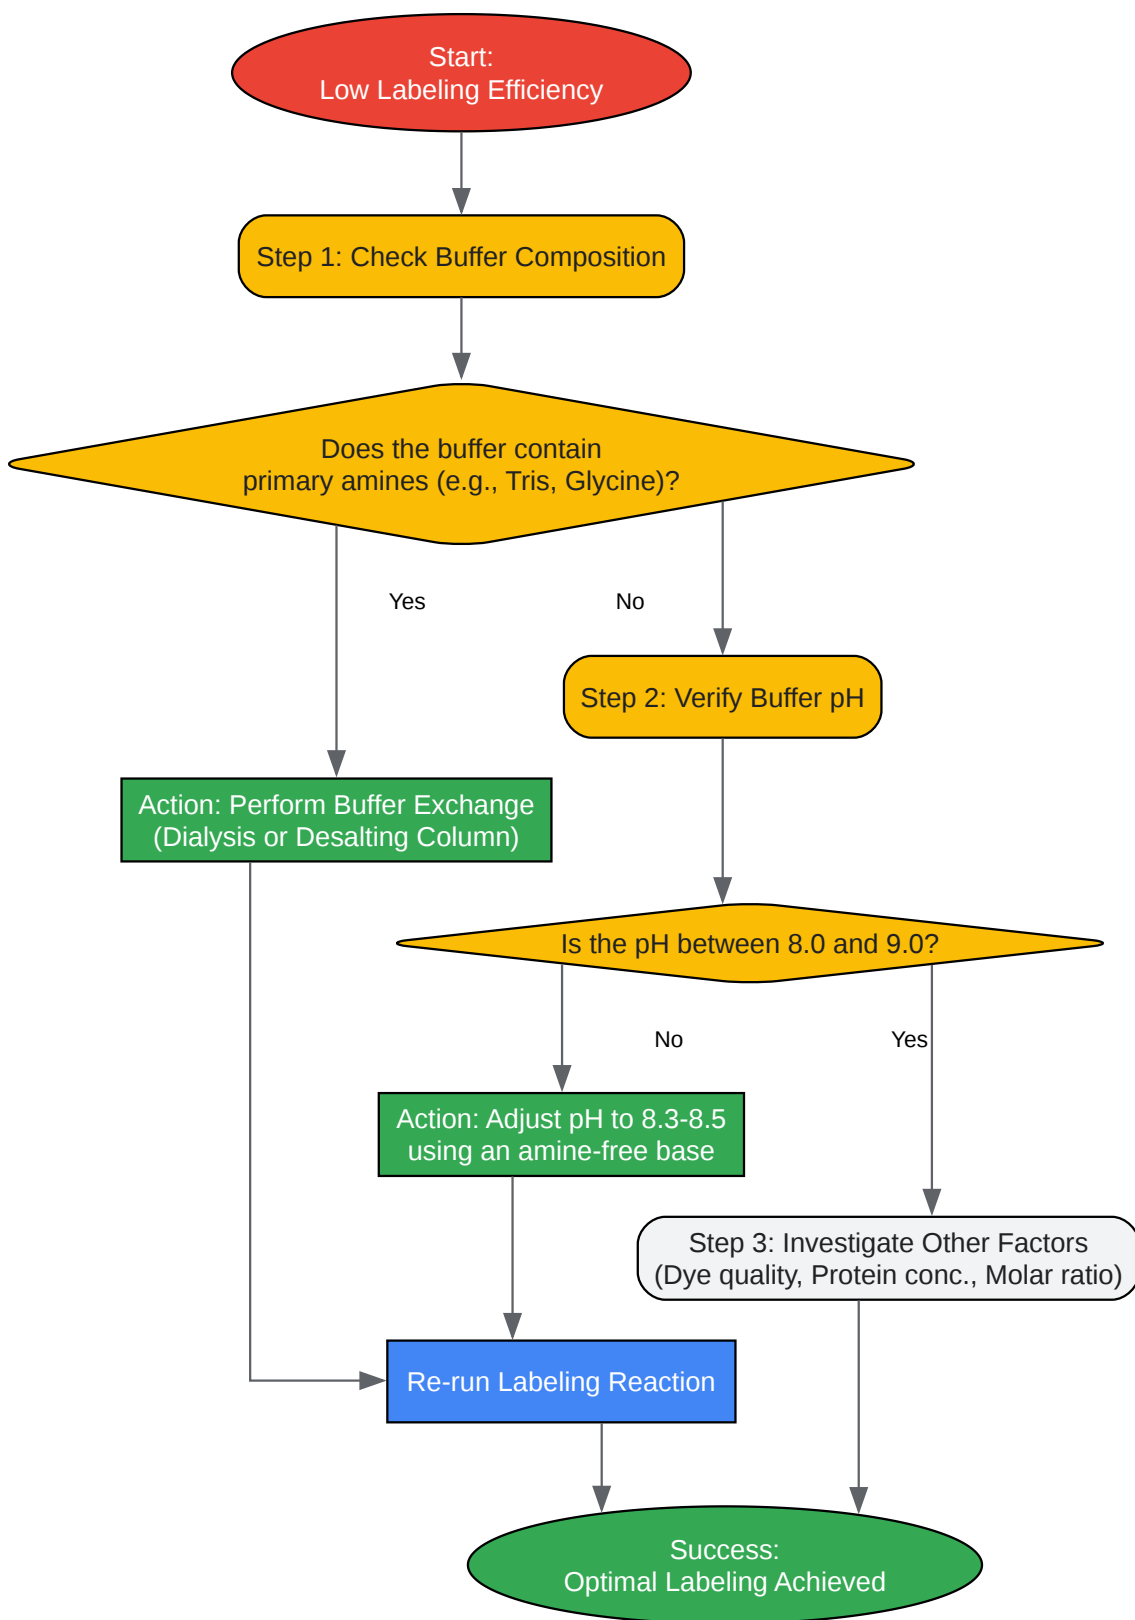 Start:
Low Labeling Efficiency
Step 1: Check Buffer Composition
Does the buffer contain
primary amines (e.g., Tris, Glycine)?
Yes
No
Step 2: Verify Buffer pH
Action: Perform Buffer Exchange
(Dialysis or Desalting Column)
Is the pH between 8.0 and 9.0?
No
Yes
Action: Adjust pH to 8.3-8.5
using an amine-free base
Step 3: Investigate Other Factors
(Dye quality, Protein conc., Molar ratio)
Re-run Labeling Reaction
Success:
Optimal Labeling Achieved